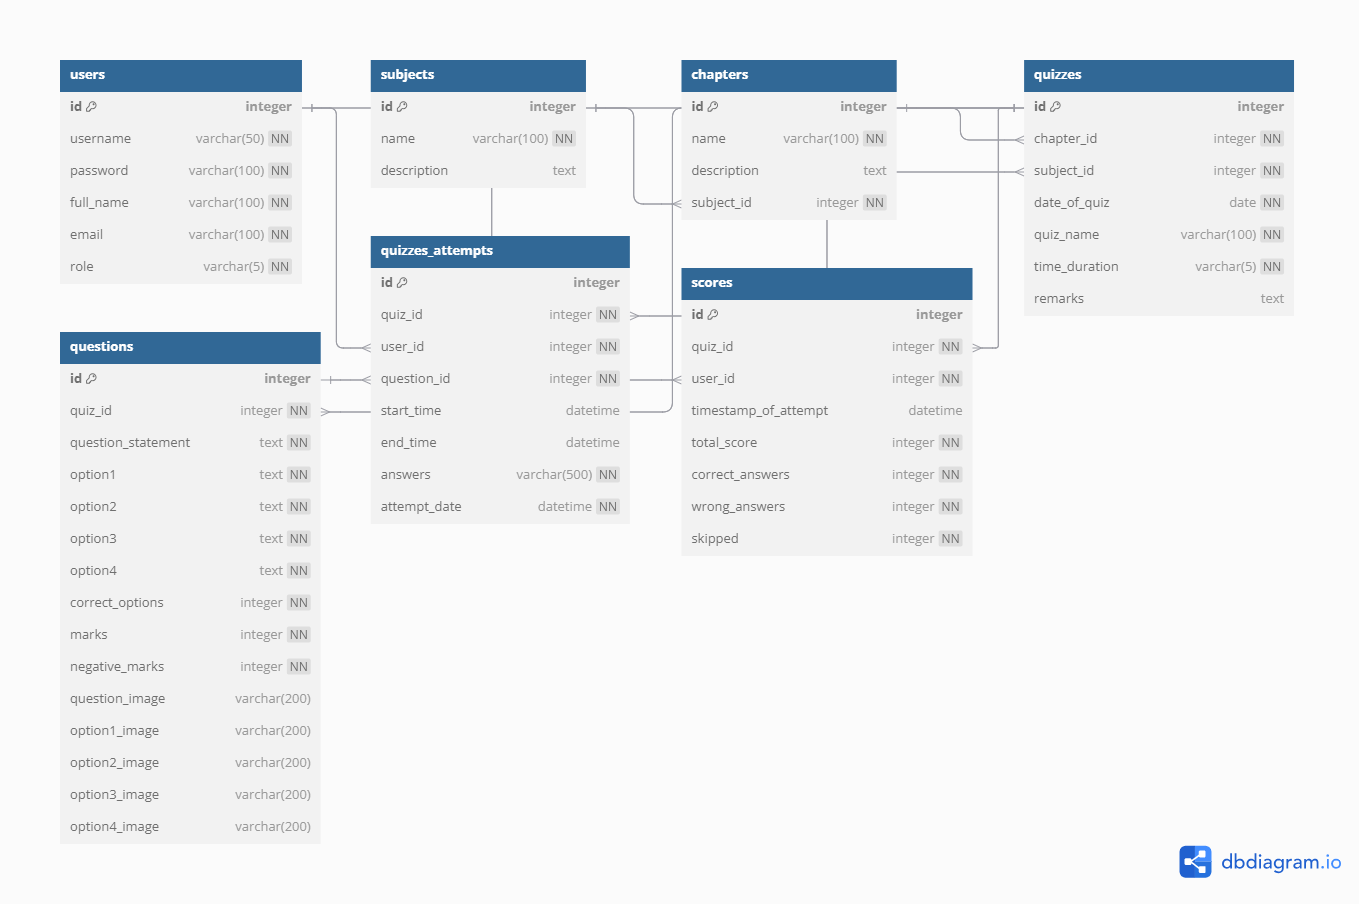 users
id integer
username varchar(50) NN
password varchar(100) NN
full_name varchar(100) NN
email varchar(100) NN
role varchar(5) NN
subjects
id integer
name varchar(100) NN
description text
chapters
id integer
name varchar(100) NN
description text
subject_id integer NN
quizzes
id integer
chapter_id integer NN
subject_id integer NN
date_of_quiz date NN
quiz_name varchar(100) NN
time_duration varchar(5) NN
remarks text
quizzes_attempts
id integer
quiz_id integer NN
user_id integer NN
question_id integer NN
start_time datetime
end_time datetime
answers varchar(500) NN
attempt_date datetime NN
scores
id integer
quiz_id integer NN
user_id integer NN
timestamp_of_attempt datetime
total_score integer NN
correct_answers integer NN
wrong_answers integer NN
skipped integer NN
questions
id integer
quiz_id integer NN
question_statement text NN
option1 text NN
option2 text NN
option3 text NN
option4 text NN
correct_options integer NN
marks integer NN
negative_marks integer NN
question_image varchar(200)
option1_image varchar(200)
option2_image varchar(200)
option3_image varchar(200)
option4_image varchar(200)
dbdiagram.io